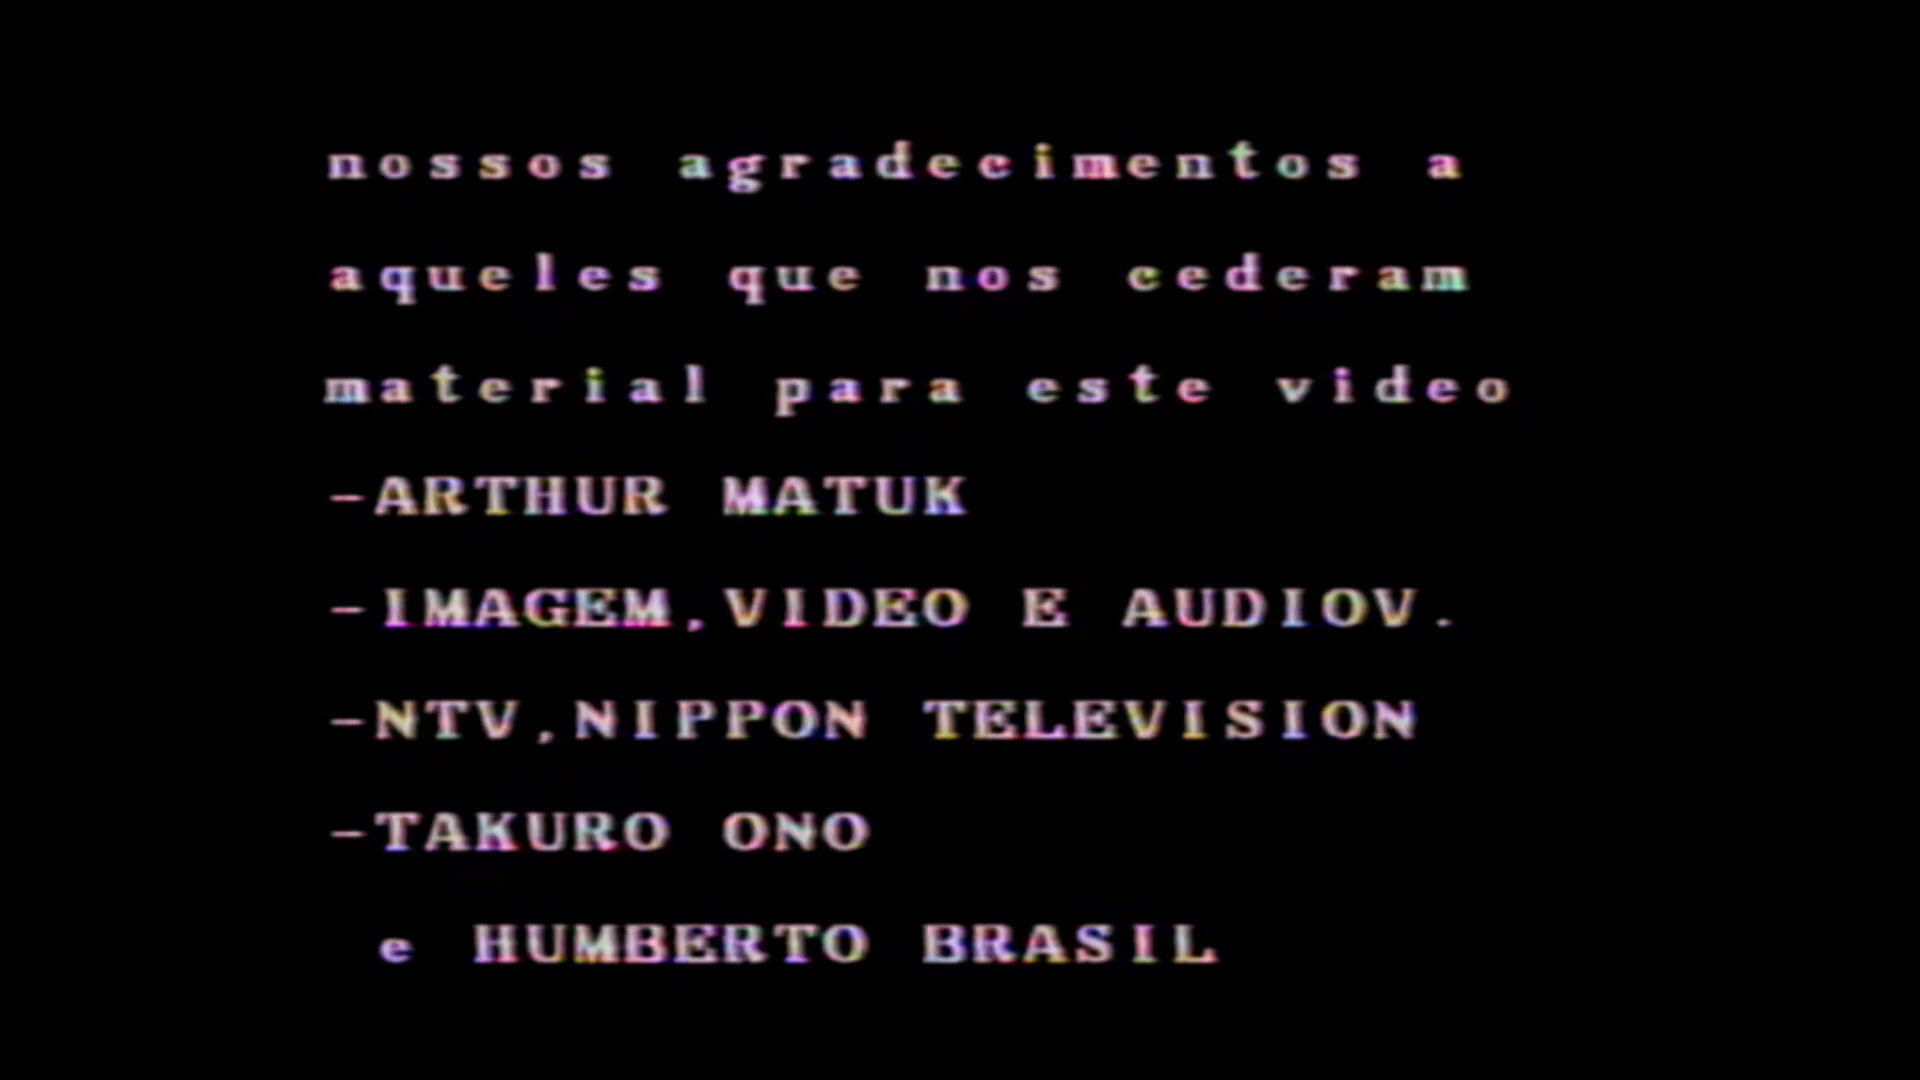 nossos agradecimentos a
aqueles que nos cederam
material para este video
-ARTHUR MATUK
-IMAGEM,VIDEO E AUDIOV.
-NTV,NIPPON TELEVISION
-TAKURO ONO
e HUMBERTO BRASIL